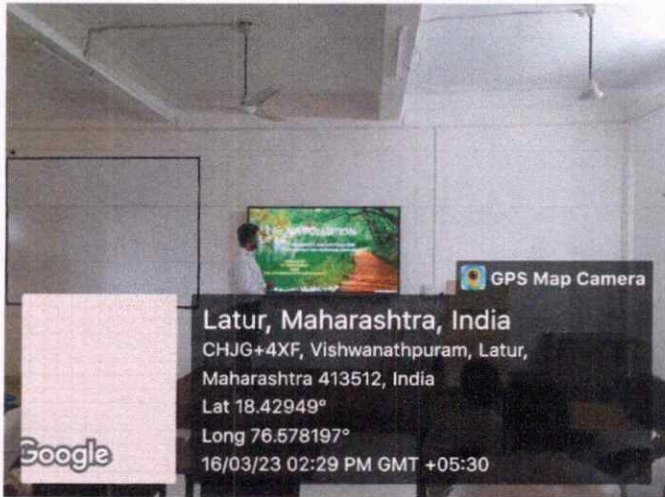 POLLUTION
GPS Map Camera
Latur, Maharashtra, India
CHJG+4XF, Vishwanathpuram, Latur,
Maharashtra 413512, India
Lat 18.42949°
Long 76.578197°
16/03/23 02:29 PM GMT +05:30
Google